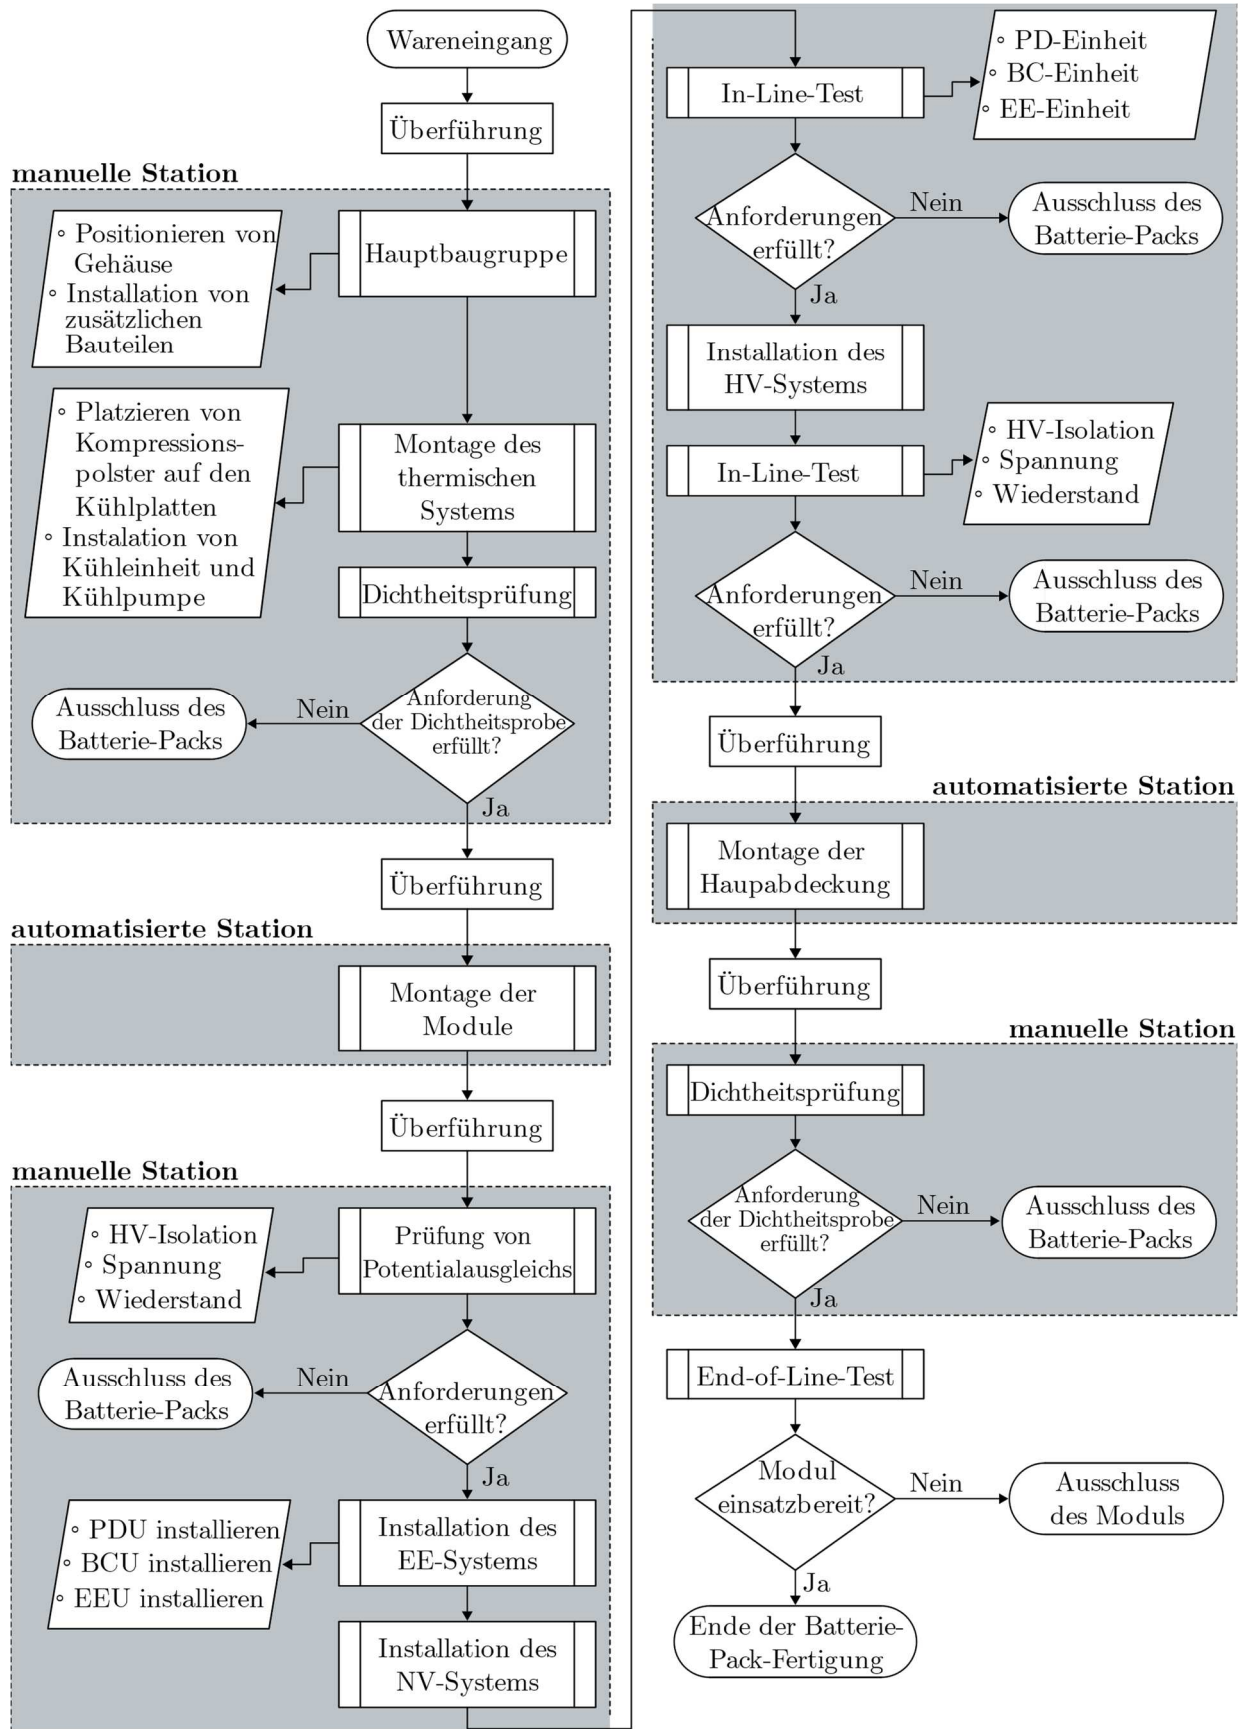 Wareneingang
Überführung
manuelle Station
Hauptbaugruppe
◦ Positionieren von
Gehäuse
◦ Installation von
zusätzlichen
Bauteilen
Montage des
thermischen
Systems
◦ Platzieren von
Kompressions-
polster auf den
Kühlplatten
◦ Instalation von
Kühleinheit und
Kühlpumpe
Dichtheitsprüfung
Anforderung
der Dichtheitsprobe
erfüllt?
Nein
Ausschluss des
Batterie-Packs
Ja
Überführung
automatisierte Station
Montage der
Module
Überführung
manuelle Station
Prüfung von
Potentialausgleichs
◦ HV-Isolation
◦ Spannung
◦ Wiederstand
Anforderungen
erfüllt?
Nein
Ausschluss des
Batterie-Packs
Ja
Installation des
EE-Systems
◦ PDU installieren
◦ BCU installieren
◦ EEU installieren
Installation des
NV-Systems
In-Line-Test
◦ PD-Einheit
◦ BC-Einheit
◦ EE-Einheit
Anforderungen
erfüllt?
Nein
Ausschluss des
Batterie-Packs
Ja
Installation des
HV-Systems
In-Line-Test
◦ HV-Isolation
◦ Spannung
◦ Wiederstand
Anforderungen
erfüllt?
Nein
Ausschluss des
Batterie-Packs
Ja
Überführung
automatisierte Station
Montage der
Haupabdeckung
Überführung
manuelle Station
Dichtheitsprüfung
Anforderung
der Dichtheitsprobe
erfüllt?
Nein
Ausschluss des
Batterie-Packs
Ja
End-of-Line-Test
Modul
einsatzbereit?
Nein
Ausschluss
des Moduls
Ja
Ende der Batterie-
Pack-Fertigung